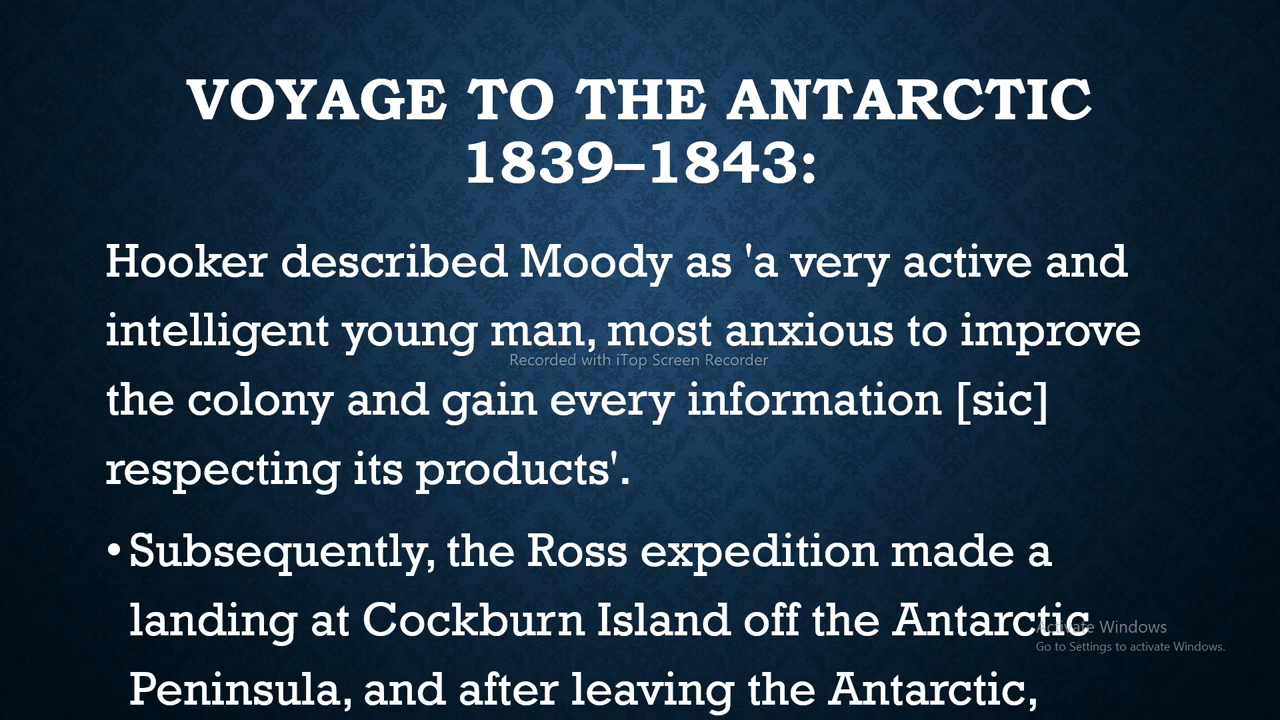 VOYAGE TO THE ANTARCTIC
1839–1843:
Hooker described Moody as 'a very active and
intelligent young man, most anxious to improve
Recorded with iTop Screen Recorder
the colony and gain every information [sic]
respecting its products'.
•Subsequently, the Ross expedition made a
landing at Cockburn Island off the Antarctic
Activate Windows
Go to Settings to activate Windows.
Peninsula, and after leaving the Antarctic,